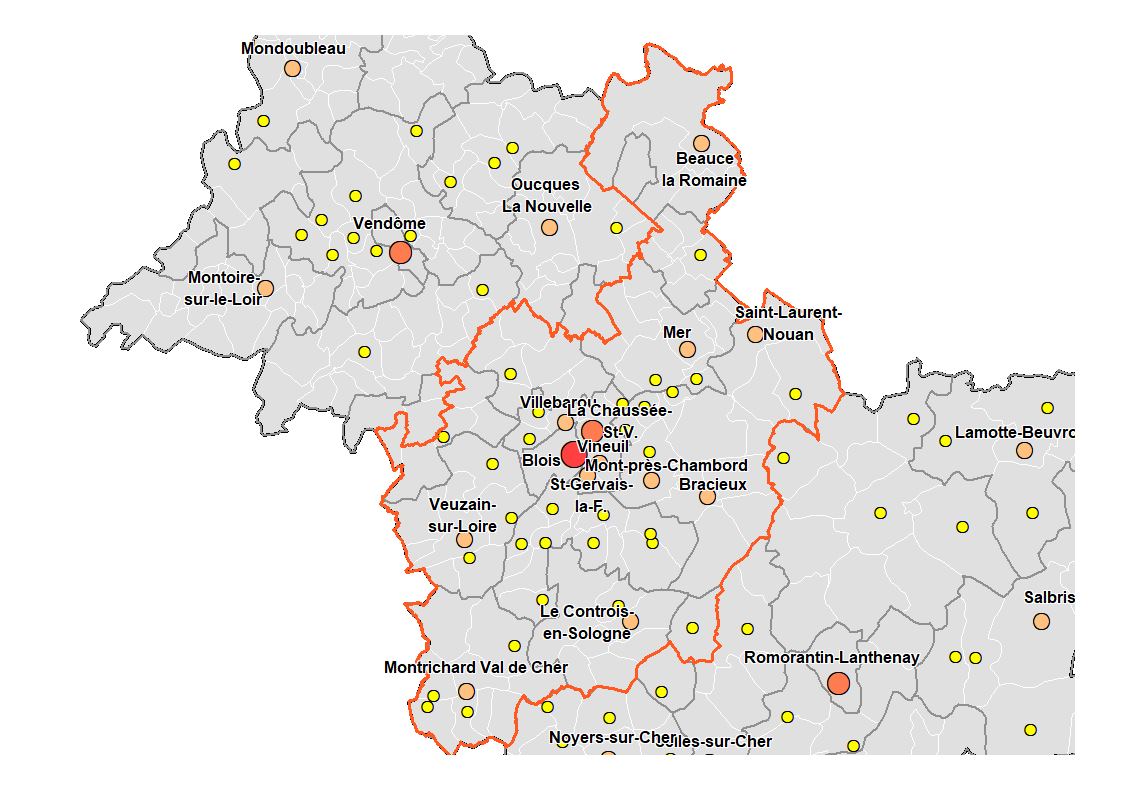 Mondoubleau
Beauce
la Romaine
Oucques
La Nouvelle
Vendôme
Montoire-
sur-le-Loir
Saint-Laurent-
Nouan
Mer
Villebarou
La Chaussée-
St-V.
Lamotte-Beuvro
Vineuil
Blois
Mont-près-Chambord
St-Gervais-
la-F.
Bracieux
Veuzain-
sur-Loire
Salbris
Le Controis-
en-Sologne
Romorantin-Lanthenay
Montrichard Val de Cher
Noyers-sur-Cher
Selles-sur-Cher